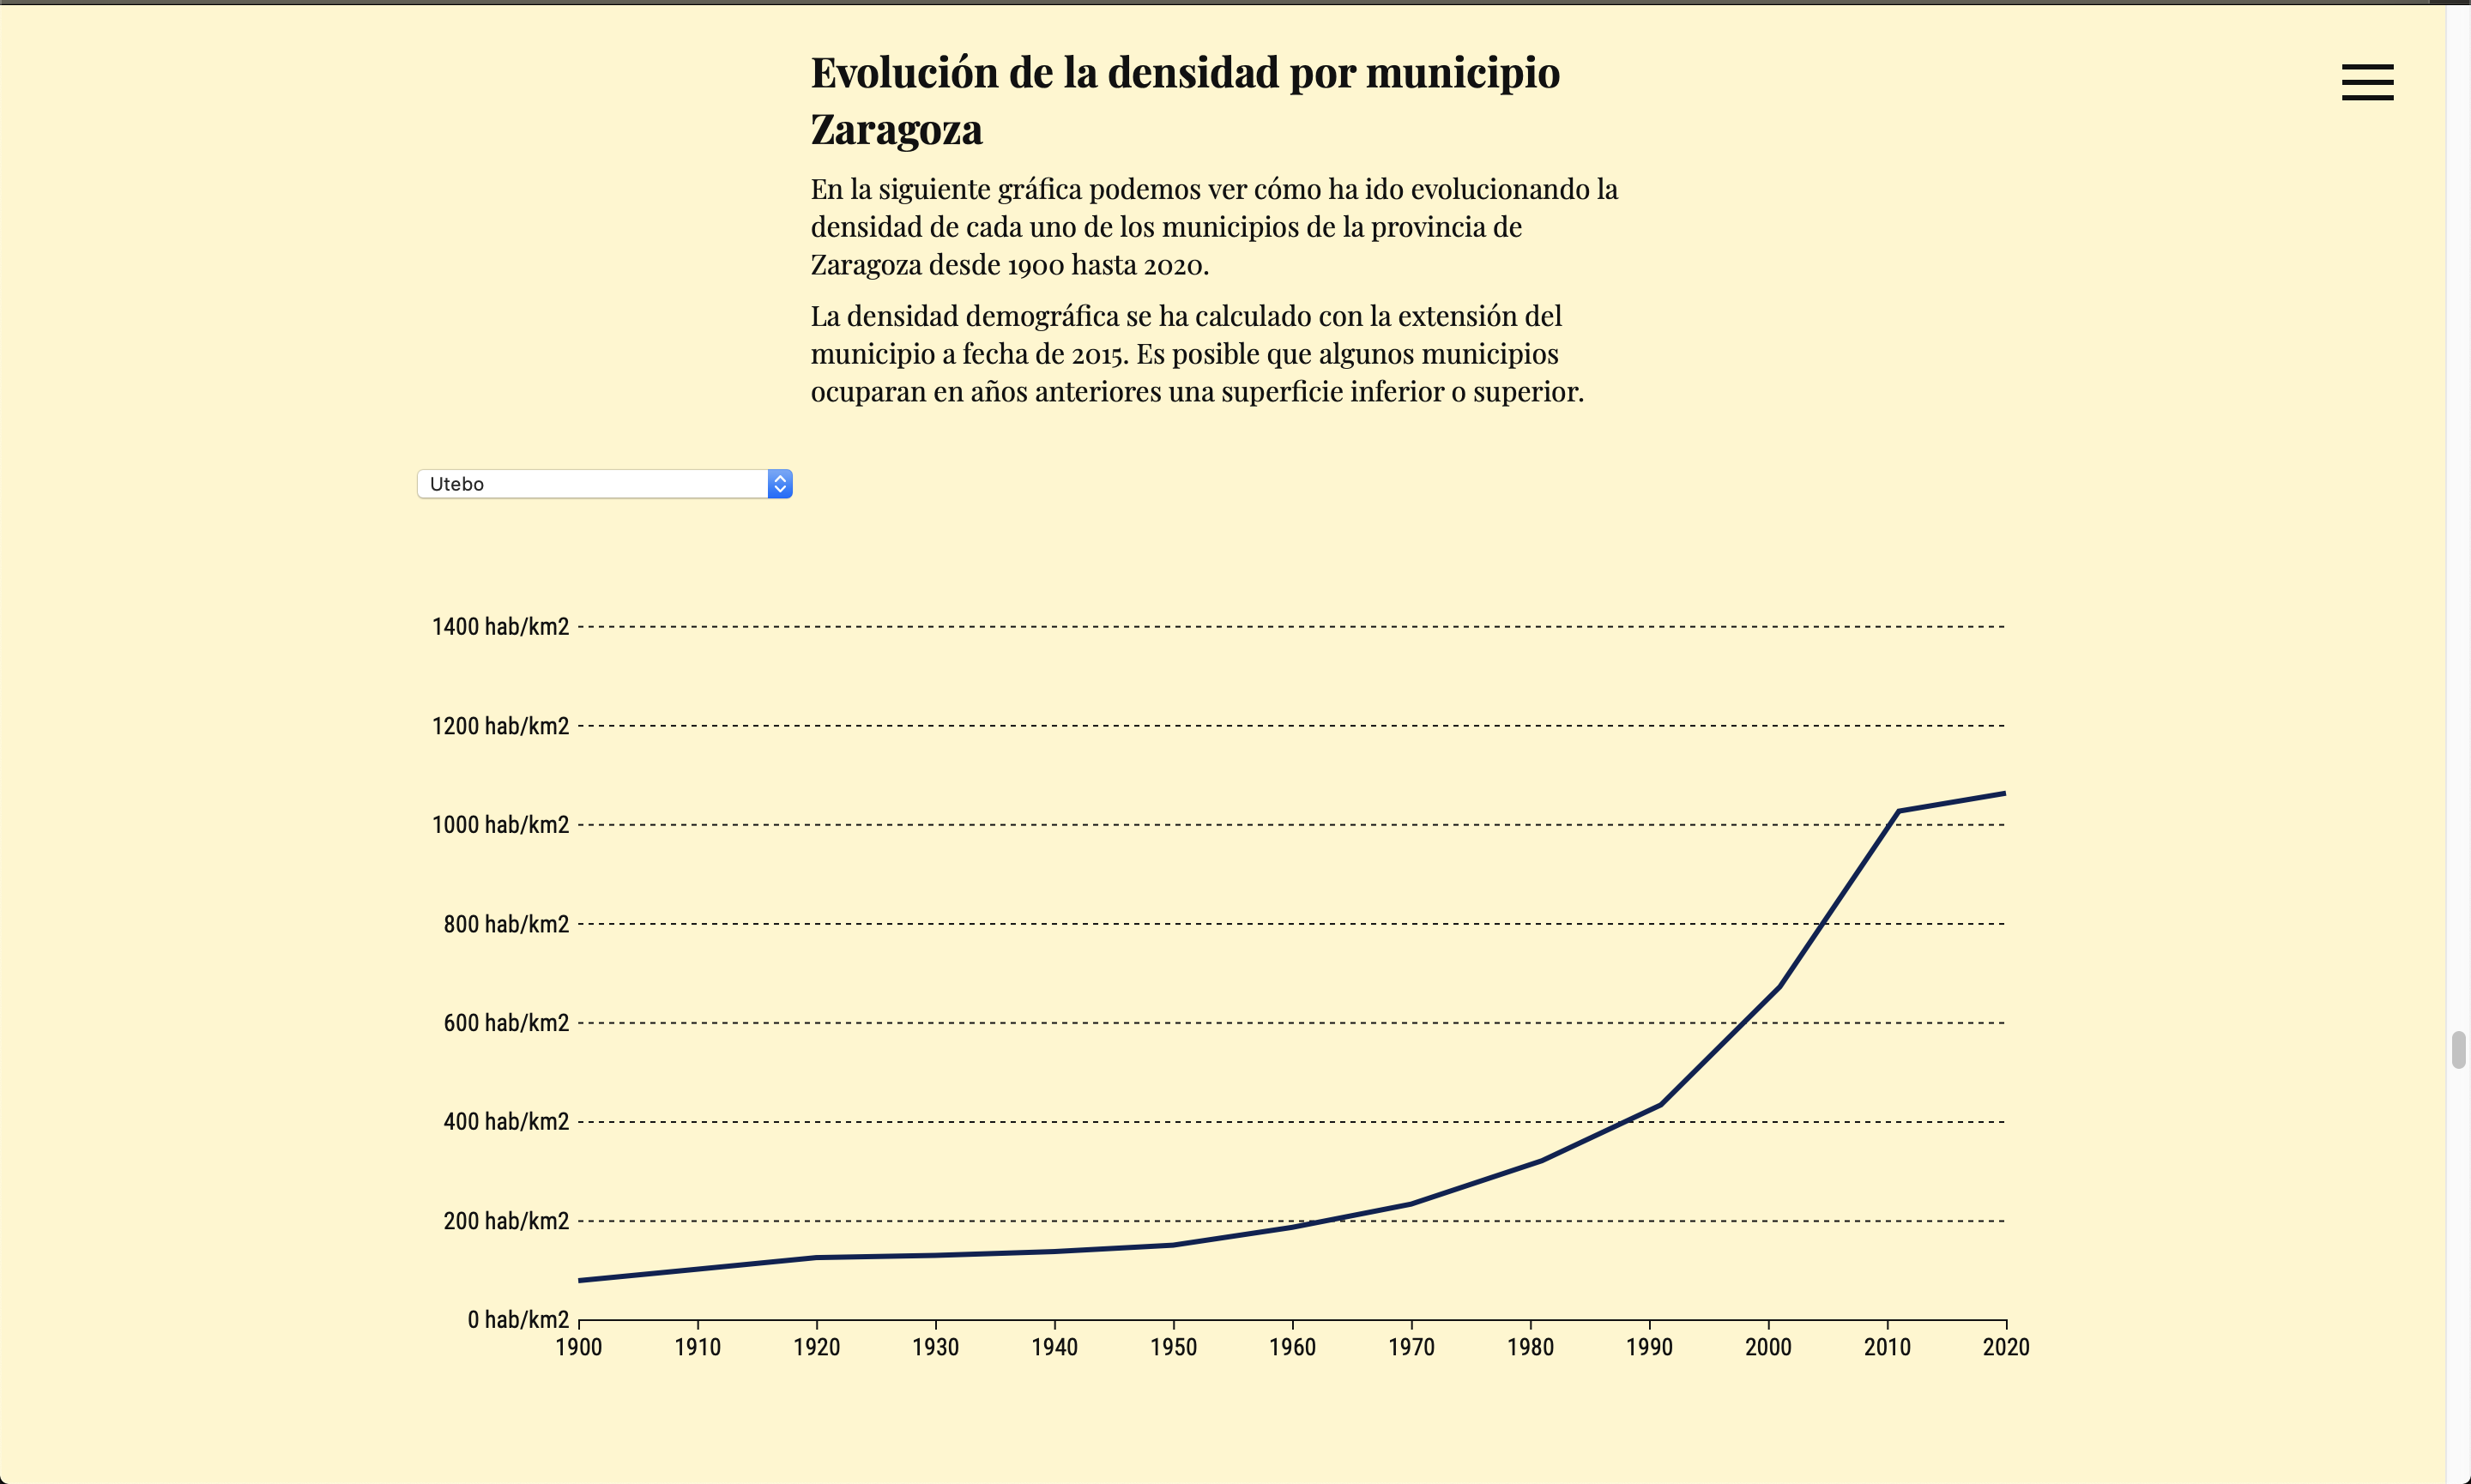 Evolución de la densidad por municipio
Zaragoza
En la siguiente gráfica podemos ver cómo ha ido evolucionando la
densidad de cada uno de los municipios de la provincia de
Zaragoza desde 1900 hasta 2020.
La densidad demográfica se ha calculado con la extensión del
municipio a fecha de 2015. Es posible que algunos municipios
ocuparan en años anteriores una superficie inferior o superior.
Utebo
1400 hab/km2
1200 hab/km2
1000 hab/km2
800 hab/km2
600 hab/km2
400 hab/km2
200 hab/km2
0 hab/km2
1900 1910 1920 1930 1940 1950 1960 1970 1980 1990 2000 2010 2020